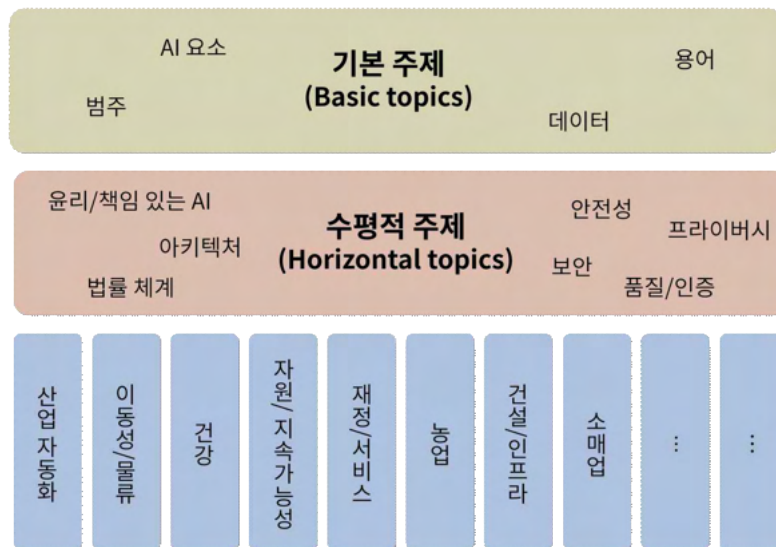 AI 요소
기본 주제
(Basic topics)
용어
범주
데이터
윤리/책임 있는 AI
아키텍처
법률 체계
수평적 주제
(Horizontal topics)
안전성
프라이버시
보안
품질/인증
산업 자동화
이동성/물류
건강
자원/지속가능성
재정/서비스
농업
건설/인프라
소매업
...
...